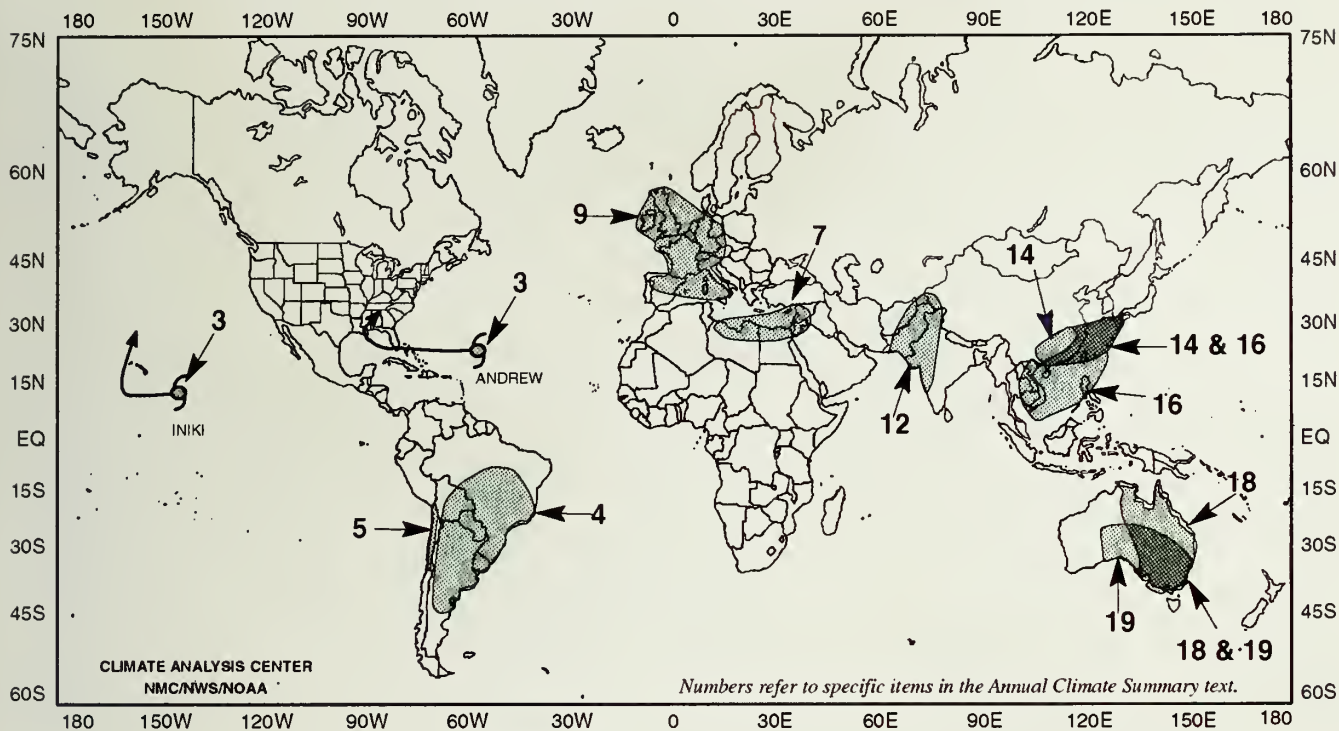 180 150W 120W 90W 60W 30W 0 30E 60E 90E 120E 150E 180
75N 75N
60N 60N
9
7
45N 14 45N
3
30N 3 30N
14 & 16
ANDREW
15N 15N
16
INIKI 12
EQ EQ
15S 18 15S
5 4
30S 30S
45S 19 45S
18 & 19
CLIMATE ANALYSIS CENTER
NMC/NWS/NOAA
Numbers refer to specific items in the Annual Climate Summary text.
60S 60S
180 150W 120W 90W 60W 30W 0 30E 60E 90E 120E 150E 180